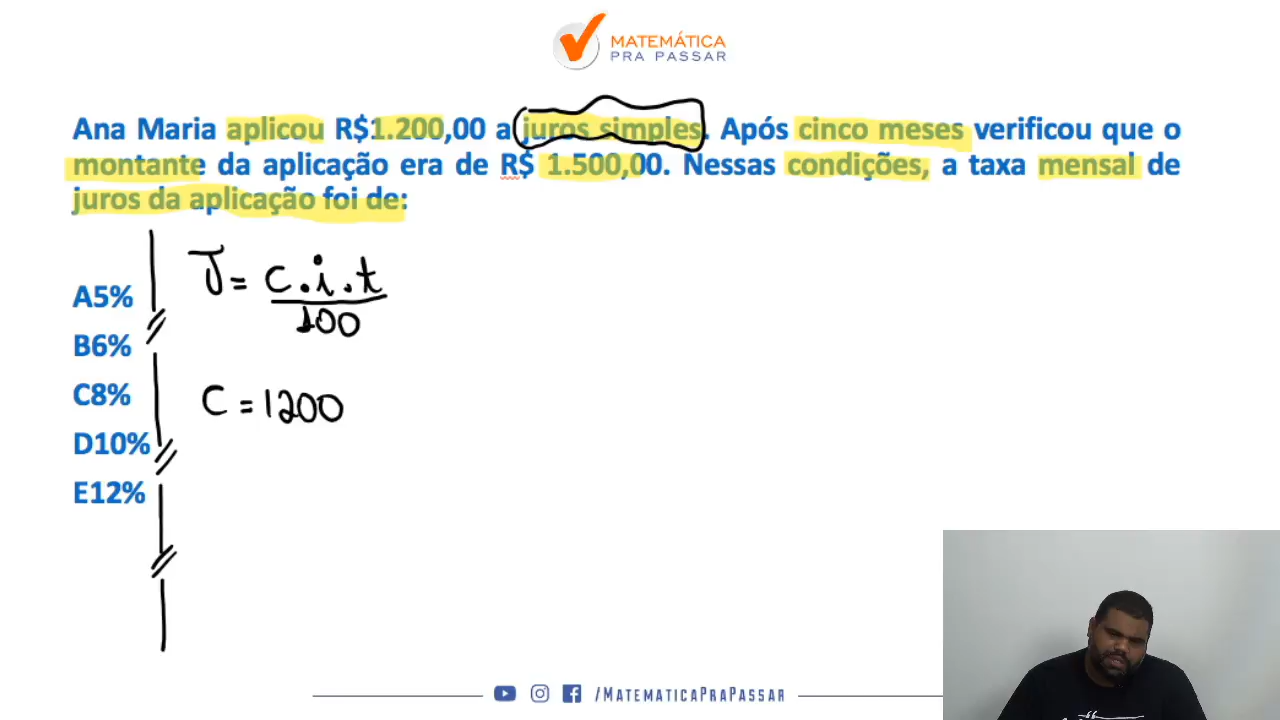 MATEMÁTICA
PRA PASSAR
Ana Maria aplicou R$1.200,00 a juros simples. Após cinco meses verificou que o
montante da aplicação era de R$ 1.500,00. Nessas condições, a taxa mensal de
juros da aplicação foi de:
J = c.i.t
100
A5%
B6%
C8%
C = 1200
D10%
E12%
/MATEMATICAPRAPASSAR